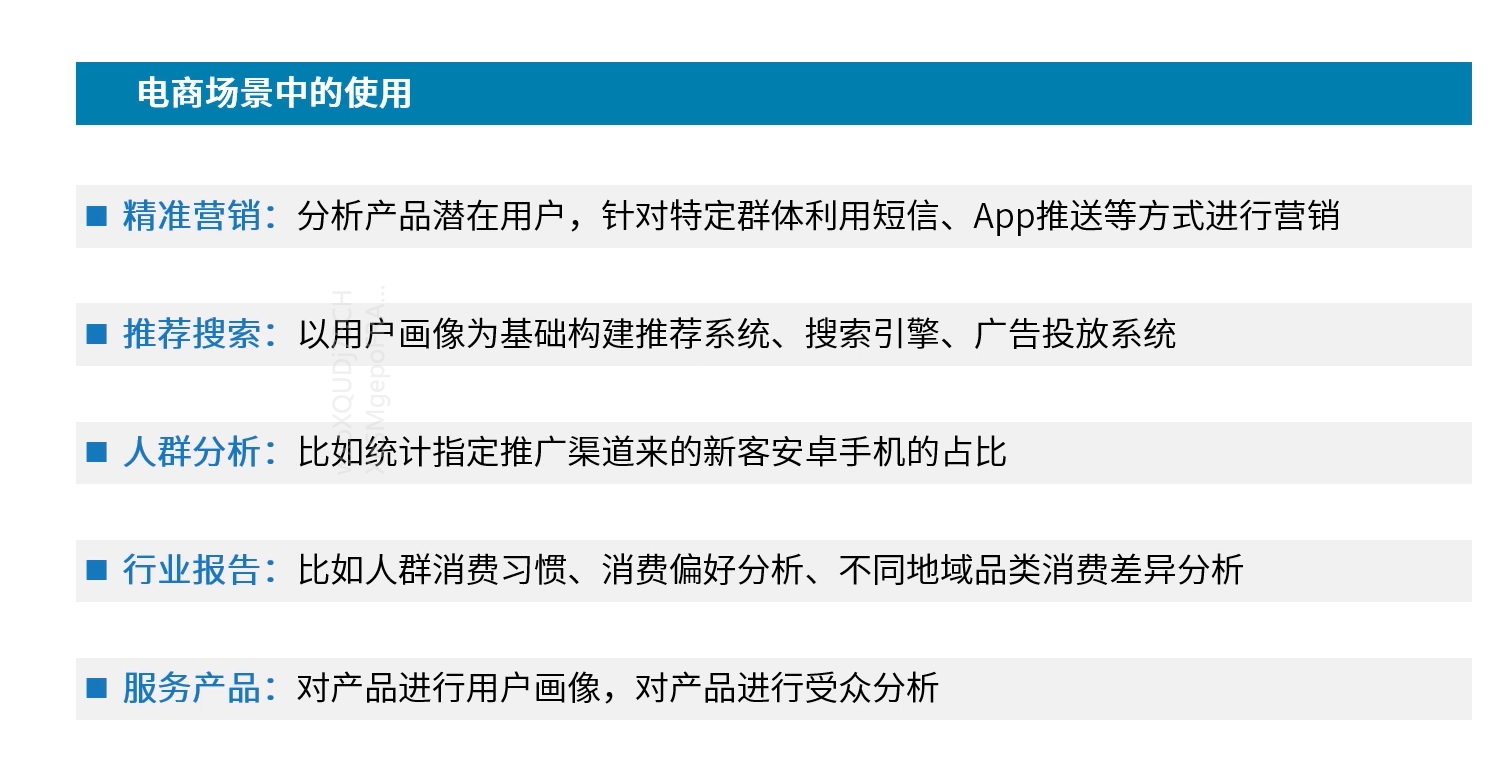 电商场景中的使用
■ 精准营销：分析产品潜在用户，针对特定群体利用短信、App推送等方式进行营销
■ 推荐搜索：以用户画像为基础构建推荐系统、搜索引擎、广告投放系统
■ 人群分析：比如统计指定推广渠道来的新客安卓手机的占比
■ 行业报告：比如人群消费习惯、消费偏好分析、不同地域品类消费差异分析
■ 服务产品：对产品进行用户画像，对产品进行受众分析